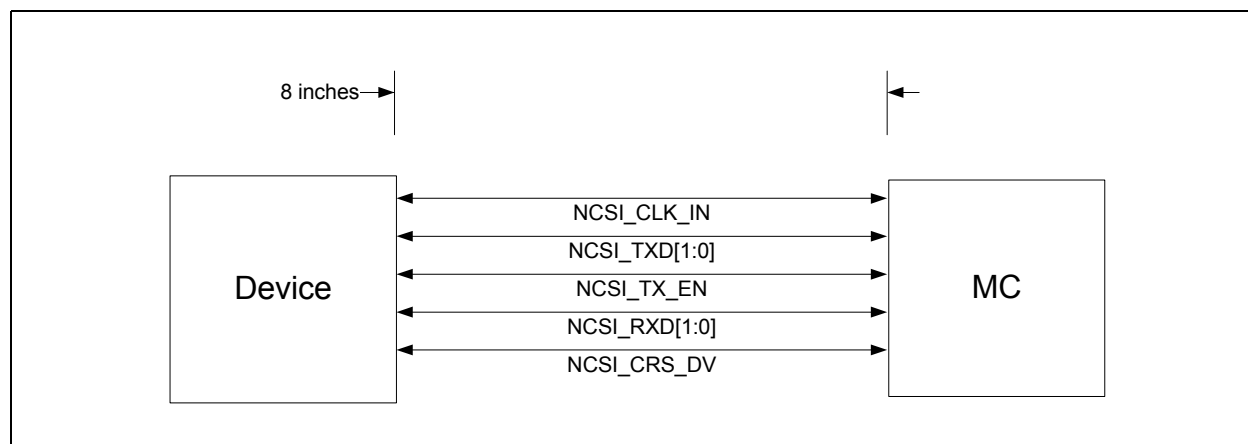 8 inches
NCSI_CLK_IN
NCSI_TXD[1:0]
Device
NCSI_TX_EN
MC
NCSI_RXD[1:0]
NCSI_CRS_DV